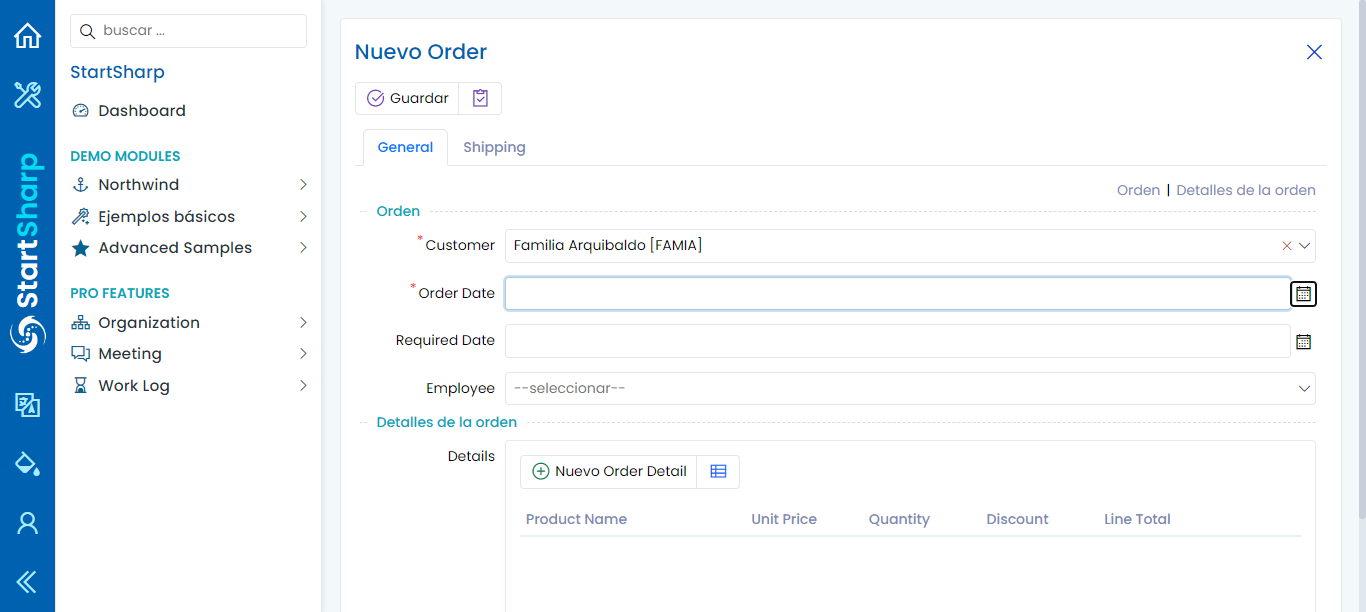 buscar ...
StartSharp
Dashboard
DEMO MODULES
Northwind
Ejemplos básicos
Advanced Samples
PRO FEATURES
Organization
Meeting
Work Log
StartSharp
Nuevo Order
Guardar
General Shipping
Orden | Detalles de la orden
Orden
*Customer Familia Arquibaldo [FAMIA]
*Order Date
Required Date
Employee --seleccionar--
Detalles de la orden
Details
Nuevo Order Detail
Product Name Unit Price Quantity Discount Line Total